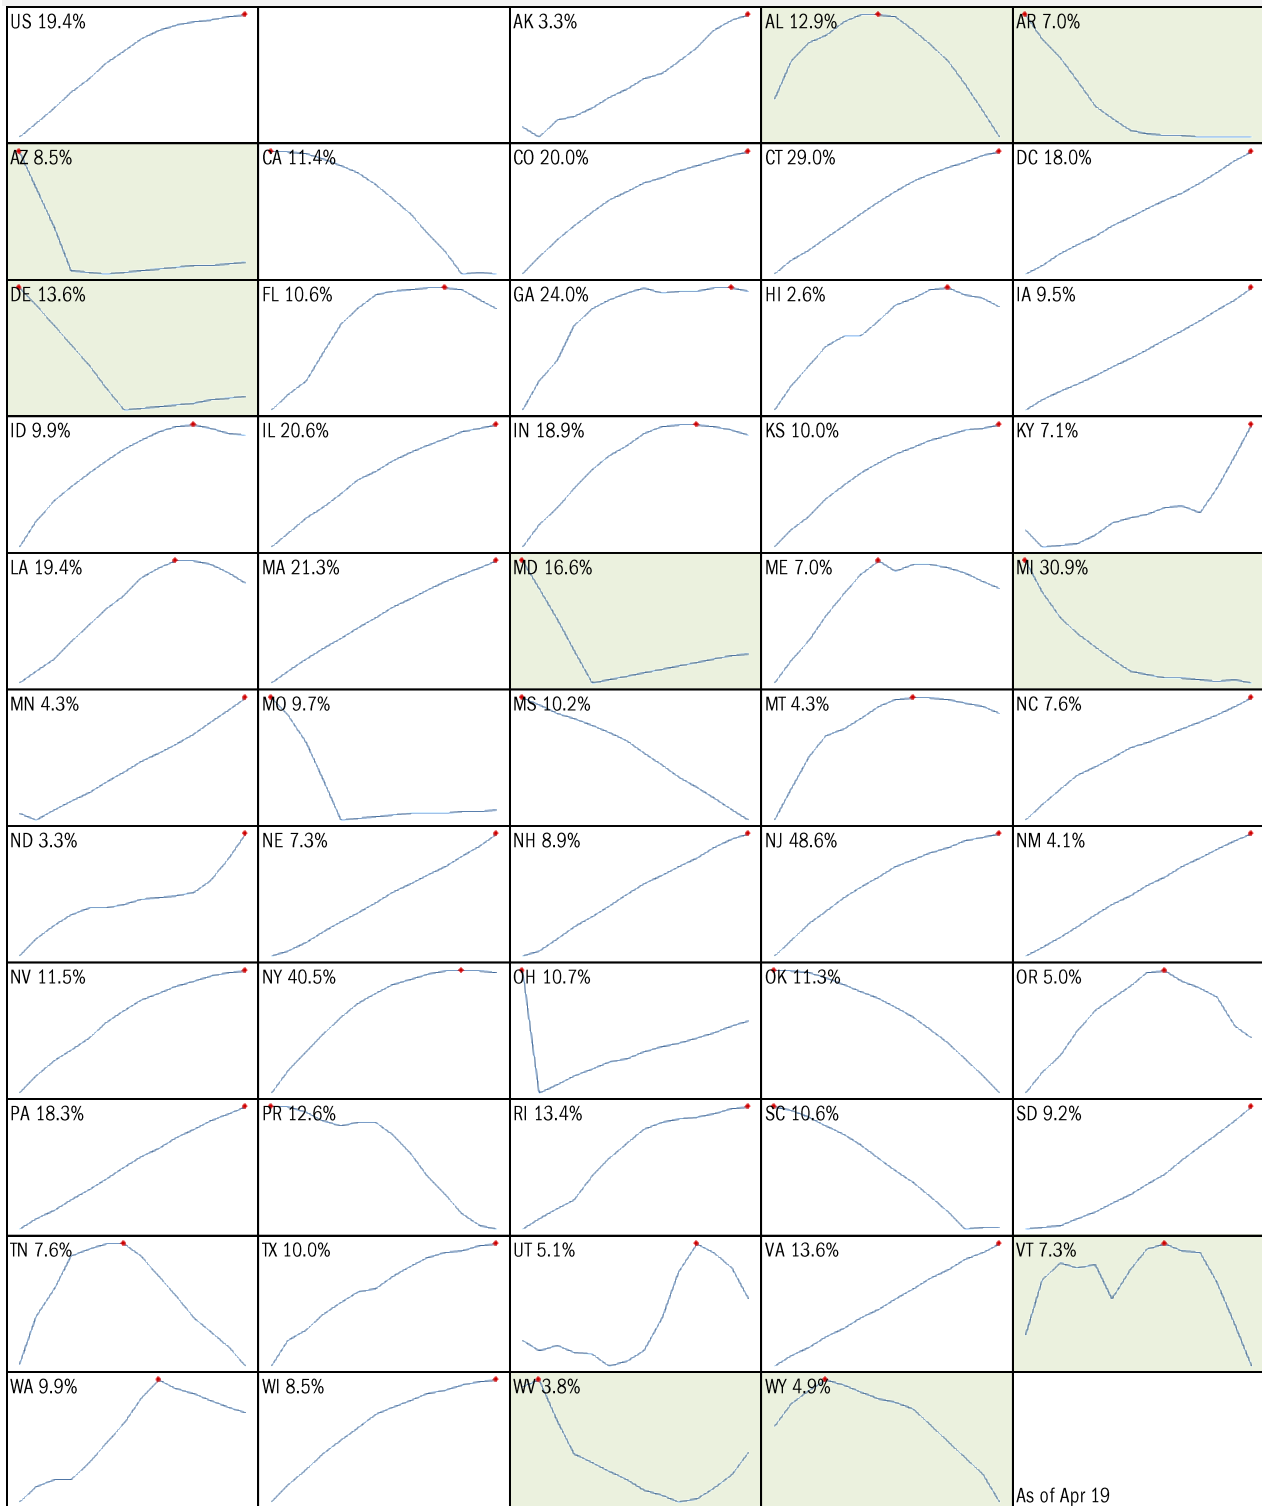 US 19.4%
AK 3.3%
AL 12.9%
AR 7.0%
AZ 8.5%
CA 11.4%
CO 20.0%
CT 29.0%
DC 18.0%
DE 13.6%
FL 10.6%
GA 24.0%
HI 2.6%
IA 9.5%
ID 9.9%
IL 20.6%
IN 18.9%
KS 10.0%
KY 7.1%
LA 19.4%
MA 21.3%
MD 16.6%
ME 7.0%
MI 30.9%
MN 4.3%
MO 9.7%
MS 10.2%
MT 4.3%
NC 7.6%
ND 3.3%
NE 7.3%
NH 8.9%
NJ 48.6%
NM 4.1%
NV 11.5%
NY 40.5%
OH 10.7%
OK 11.3%
OR 5.0%
PA 18.3%
PR 12.6%
RI 13.4%
SC 10.6%
SD 9.2%
TN 7.6%
TX 10.0%
UT 5.1%
VA 13.6%
VT 7.3%
WA 9.9%
WI 8.5%
WV 3.8%
WY 4.9%
As of Apr 19